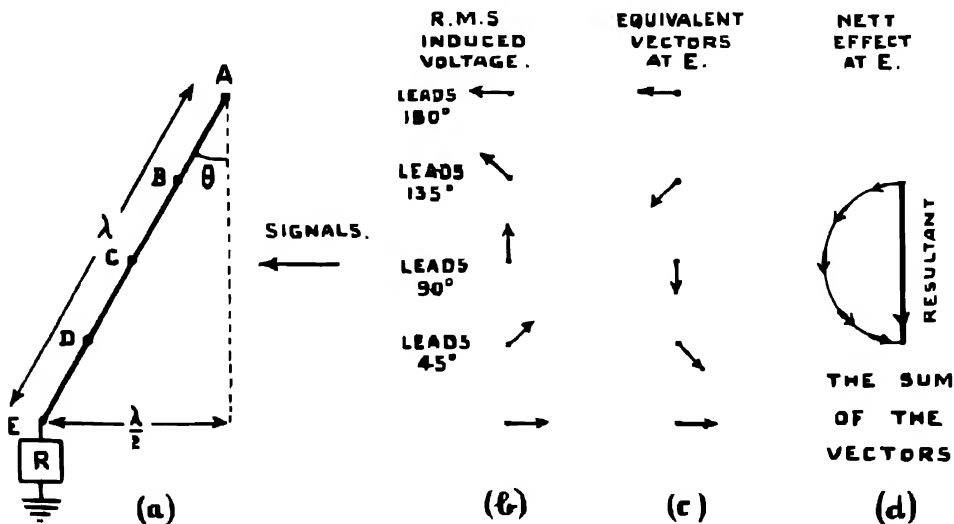 R.M.S
INDUCED
VOLTAGE.
EQUIVALENT
VECTORS
AT E.
NETT
EFFECT
AT E.
A
LEADS
180°
B
θ
LEADS
135°
λ
SIGNALS.
C
LEADS
90°
RESULTANT
D
LEADS
45°
E
λ/2
R
THE SUM
OF THE
VECTORS
(a)
(b)
(c)
(d)